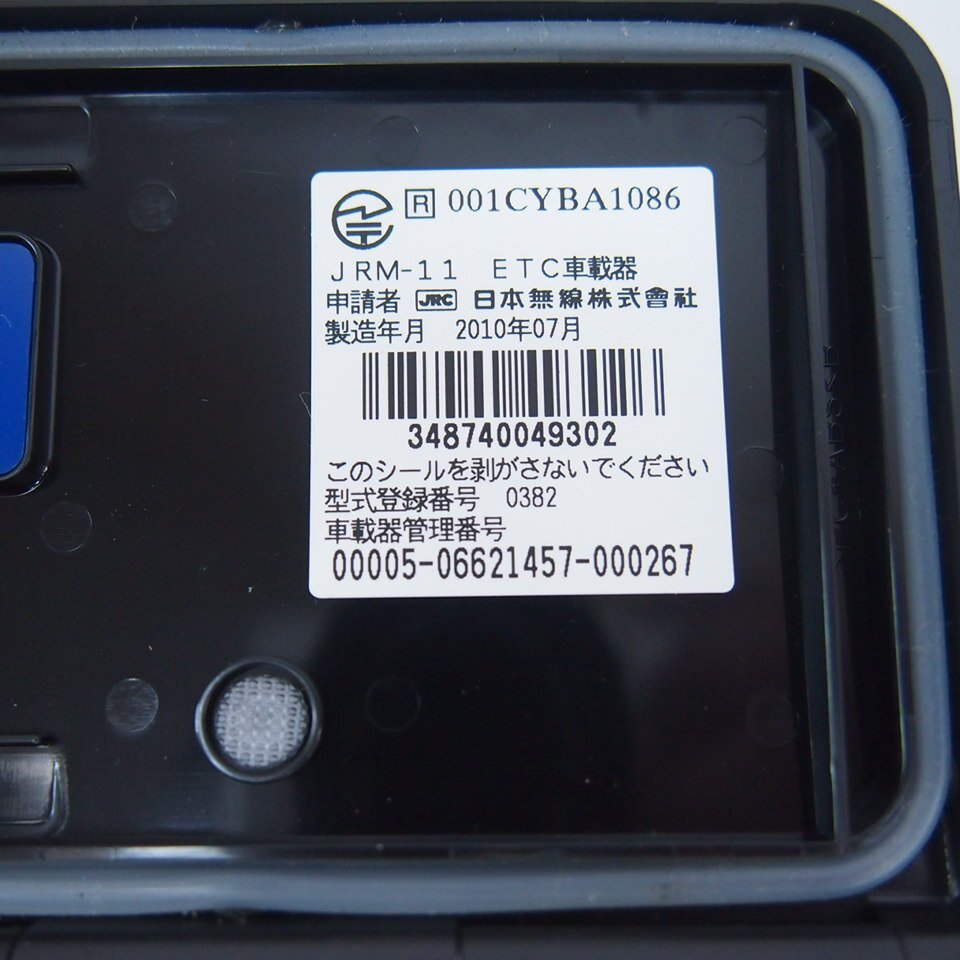 R 001CYBA1086
JRM-11 ETC車載器
申請者 JRC 日本無線株式會社
製造年月 2010年07月
348740049302
このシールを剥がさないでください
型式登録番号 0382
車載器管理番号
00005-06621457-000267